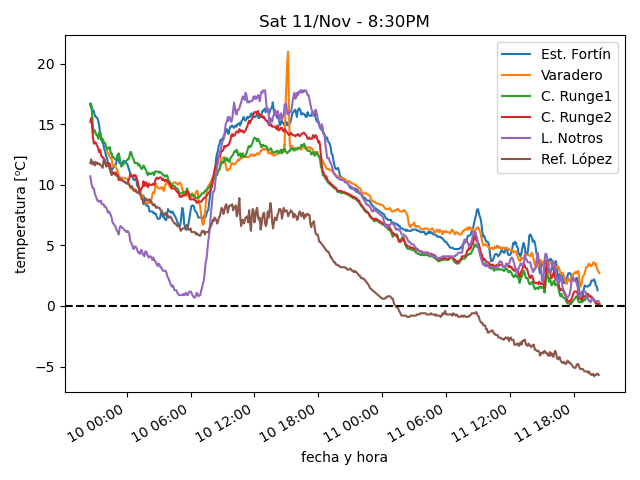 Sat 11/Nov - 8:30PM
temperatura [°C]
20
15
10
5
0
−5
Est. Fortín
Varadero
C. Runge1
C. Runge2
L. Notros
Ref. López
10 00:00
10 06:00
10 12:00
10 18:00
11 00:00
11 06:00
11 12:00
11 18:00
fecha y hora